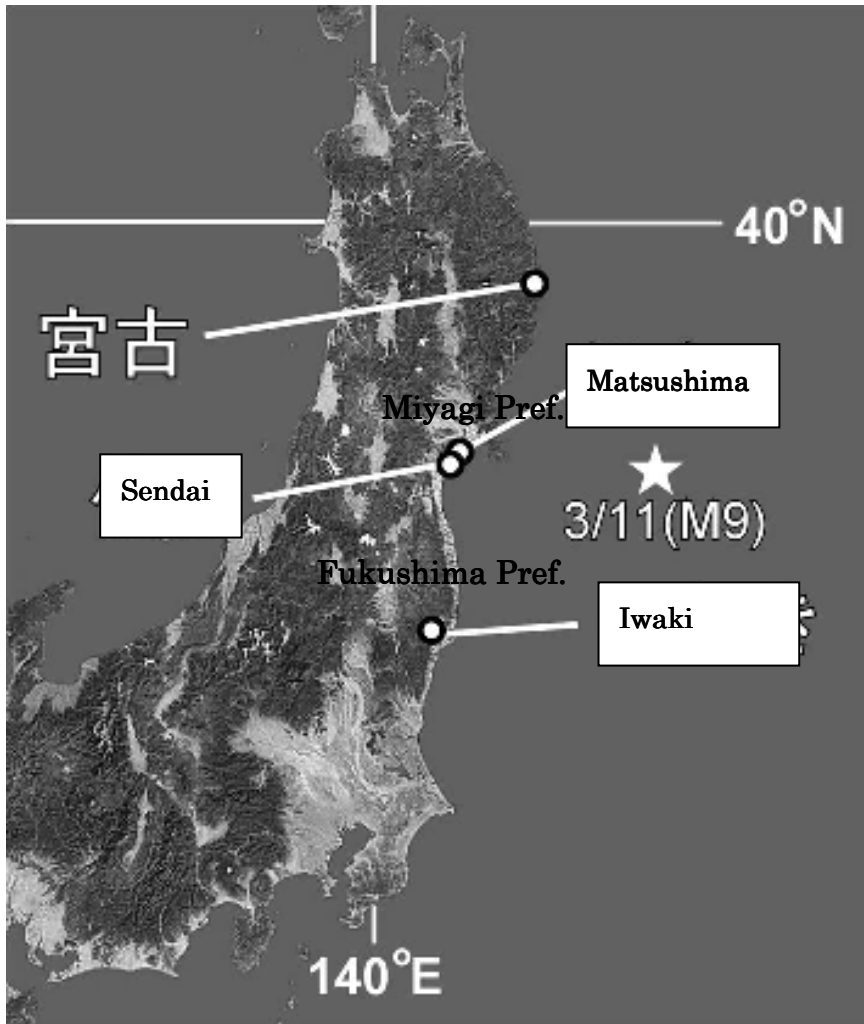 40°N
宮古
Matsushima
Miyagi Pref.
Sendai
3/11(M9)
Fukushima Pref.
Iwaki
140°E